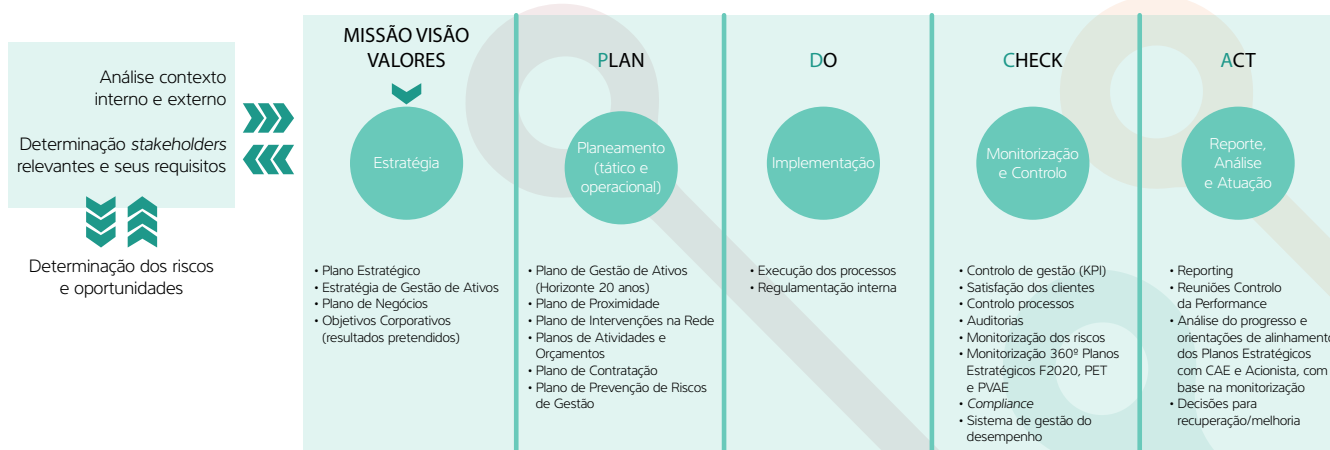 Análise contexto
interno e externo
Determinação stakeholders
relevantes e seus requisitos
Determinação dos riscos
e oportunidades
MISSÃO VISÃO
VALORES
Estratégia
• Plano Estratégico
• Estratégia de Gestão de Ativos
• Plano de Negócios
• Objetivos Corporativos
(resultados pretendidos)
PLAN
Planeamento
(tático e
operacional)
• Plano de Gestão de Ativos
(Horizonte 20 anos)
• Plano de Proximidade
• Plano de Intervenções na Rede
• Planos de Atividades e
Orçamentos
• Plano de Contratação
• Plano de Prevenção de Riscos
de Gestão
DO
Implementação
• Execução dos processos
• Regulamentação interna
CHECK
Monitorização
e Controlo
• Controlo de gestão (KPI)
• Satisfação dos clientes
• Controlo processos
• Auditorias
• Monitorização dos riscos
• Monitorização 360º Planos
Estratégicos F2020, PET
e PVAE
• Compliance
• Sistema de gestão do
desempenho
ACT
Reporte,
Análise
e Atuação
• Reporting
• Reuniões Controlo
da Performance
• Análise do progresso e
orientações de alinhamento
dos Planos Estratégicos
com CAE e Acionista, com
base na monitorização
• Decisões para
recuperação/melhoria